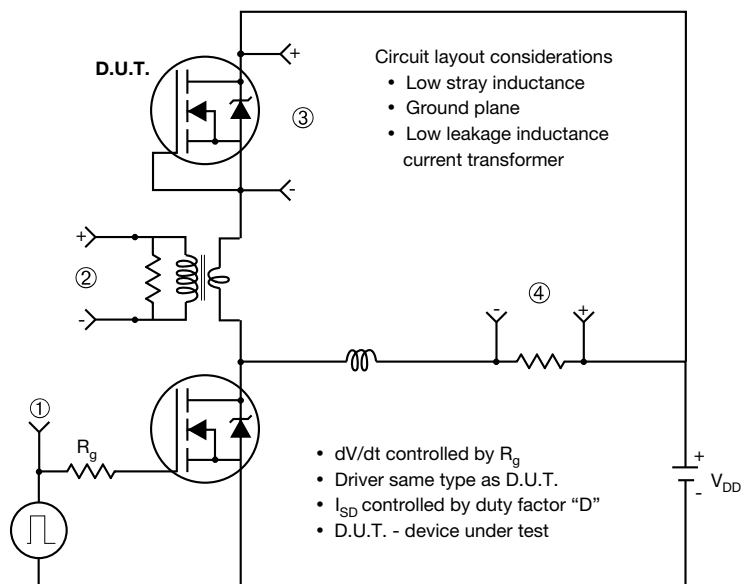 D.U.T.
+
Circuit layout considerations
• Low stray inductance
• Ground plane
• Low leakage inductance
current transformer
③
-
+
②
-
④
-
+
①
R_g
• dV/dt controlled by R_g
• Driver same type as D.U.T.
• I_SD controlled by duty factor “D”
• D.U.T. - device under test
+
-
V_DD